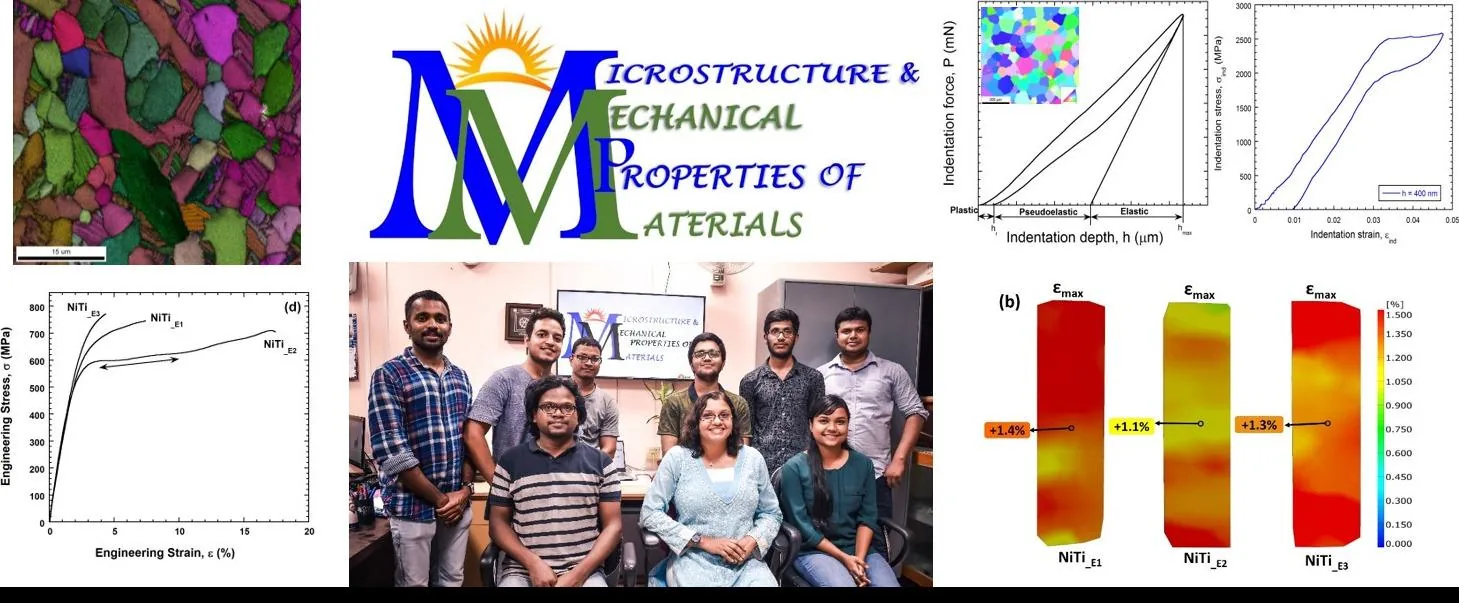 15 um
MICROSTRUCTURE &
MECHANICAL
PROPERTIES OF
MATERIALS
Indentation force, P (mN)
Plastic
Pseudoelastic
Elastic
h_r
h_max
Indentation depth, h (μm)
Indentation stress, σ_ind (MPa)
3000
2500
2000
1500
1000
500
0
h = 400 nm
0 0.01 0.02 0.03 0.04 0.05
Indentation strain, ε_ind
Engineering Stress, σ (MPa)
800
700
600
500
400
300
200
100
0
(d)
NiTi_E3
NiTi_E1
NiTi_E2
0 5 10 15 20
Engineering Strain, ε (%)
MICROSTRUCTURE &
MECHANICAL
PROPERTIES OF
MATERIALS
(b)
ε_max
ε_max
ε_max
+1.4%
+1.1%
+1.3%
NiTi_E1
NiTi_E2
NiTi_E3
[%]
1.500
1.350
1.200
1.050
0.900
0.750
0.600
0.450
0.300
0.150
0.000